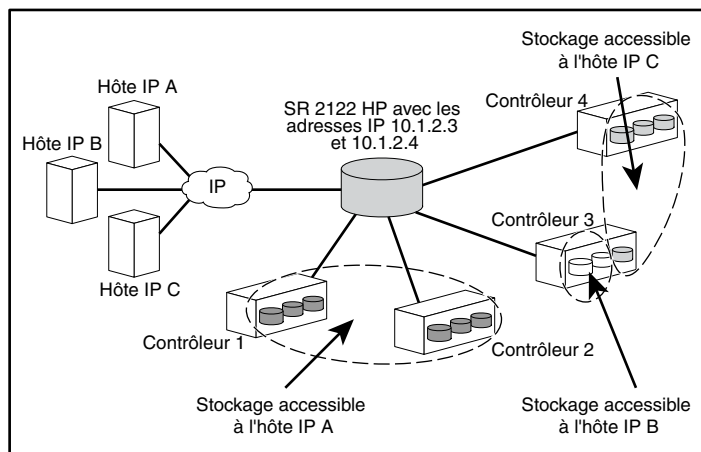 Hôte IP A
Hôte IP B
Hôte IP C
IP
SR 2122 HP avec les
adresses IP 10.1.2.3
et 10.1.2.4
Stockage accessible
à l'hôte IP C
Contrôleur 4
Contrôleur 3
Contrôleur 1
Contrôleur 2
Stockage accessible
à l'hôte IP A
Stockage accessible
à l'hôte IP B